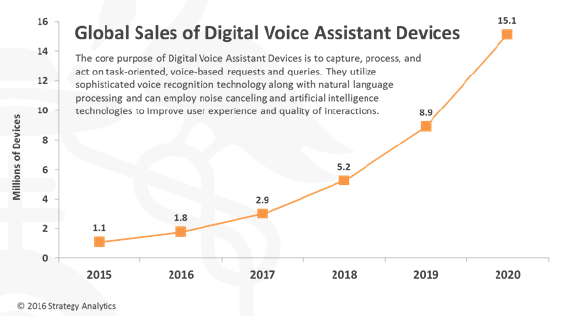 Global Sales of Digital Voice Assistant Devices
The core purpose of Digital Voice Assistant Devices is to capture, process, and
act on task-oriented, voice-based requests and queries. They utilize
sophisticated voice recognition technology along with natural language
processing and can employ noise canceling and artificial intelligence
technologies to improve user experience and quality of interactions.
Millions of Devices
16
14
12
10
8
6
4
2
0
1.1
1.8
2.9
5.2
8.9
15.1
2015 2016 2017 2018 2019 2020
© 2016 Strategy Analytics